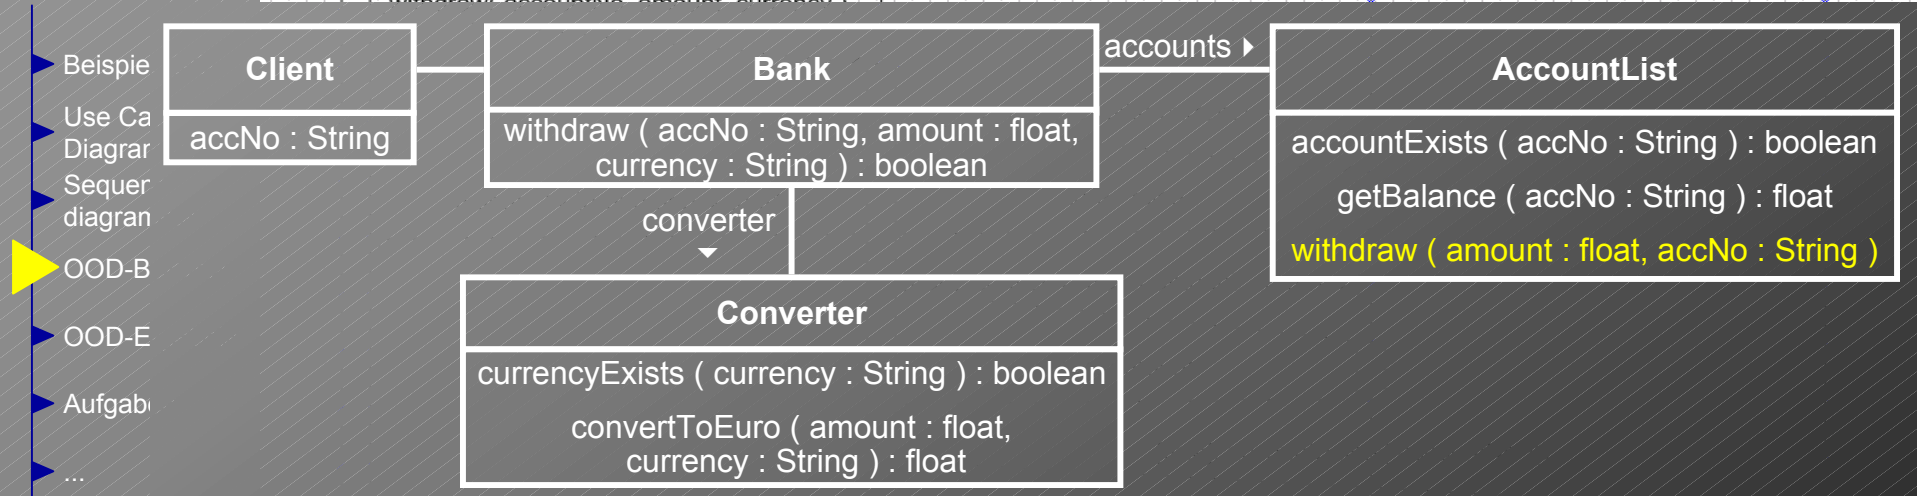 Beispie
Use Ca
Diagrar
Sequen
diagram
OOD-B
OOD-E
Aufgab
...
Client
accNo : String
Bank
withdraw ( accNo : String, amount : float,
currency : String ) : boolean
accounts
AccountList
accountExists ( accNo : String ) : boolean
getBalance ( accNo : String ) : float
withdraw ( amount : float, accNo : String )
converter
Converter
currencyExists ( currency : String ) : boolean
convertToEuro ( amount : float,
currency : String ) : float